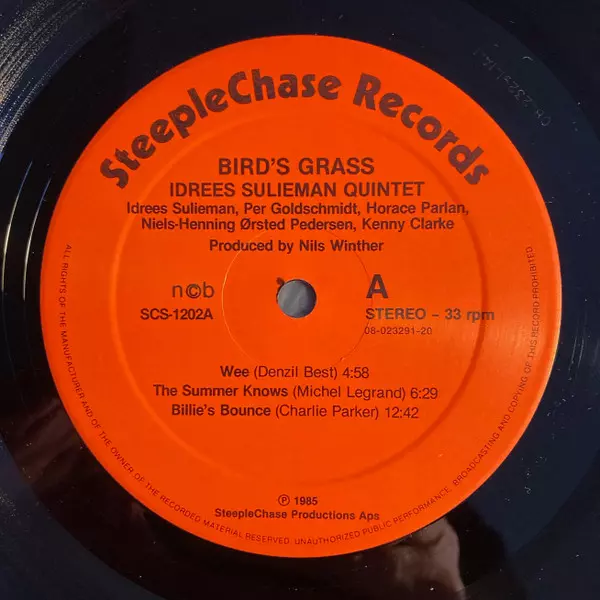 SteepleChase Records
BIRD'S GRASS
IDREES SULIEMAN QUINTET
Idrees Sulieman, Per Goldschmidt, Horace Parlan,
Niels-Henning Ørsted Pedersen, Kenny Clarke
Produced by Nils Winther
n©b
SCS-1202A
A
STEREO – 33 rpm
08-023291-20
Wee (Denzil Best) 4:58
The Summer Knows (Michel Legrand) 6:29
Billie's Bounce (Charlie Parker) 12:42
℗ 1985
SteepleChase Productions Aps
ALL RIGHTS OF THE MANUFACTURER AND OF THE OWNER OF THE RECORDED MATERIAL RESERVED. UNAUTHORIZED PUBLIC PERFORMANCE, BROADCASTING AND COPYING OF THIS RECORD PROHIBITED.